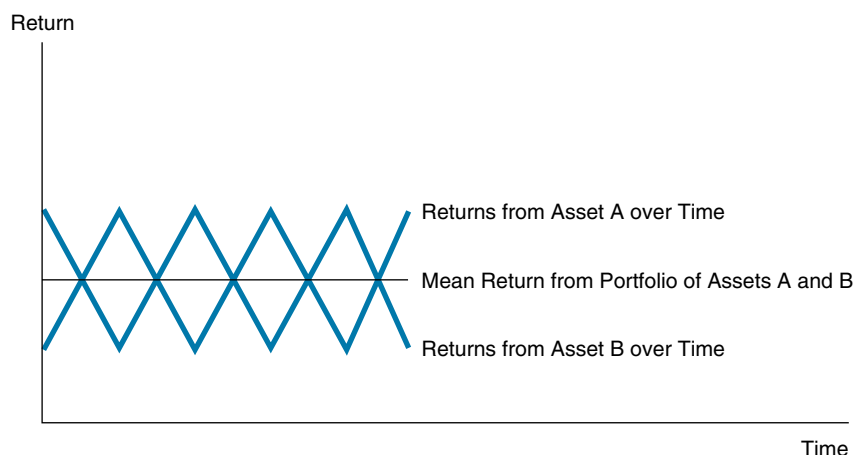 Return
Returns from Asset A over Time
Mean Return from Portfolio of Assets A and B
Returns from Asset B over Time
Time